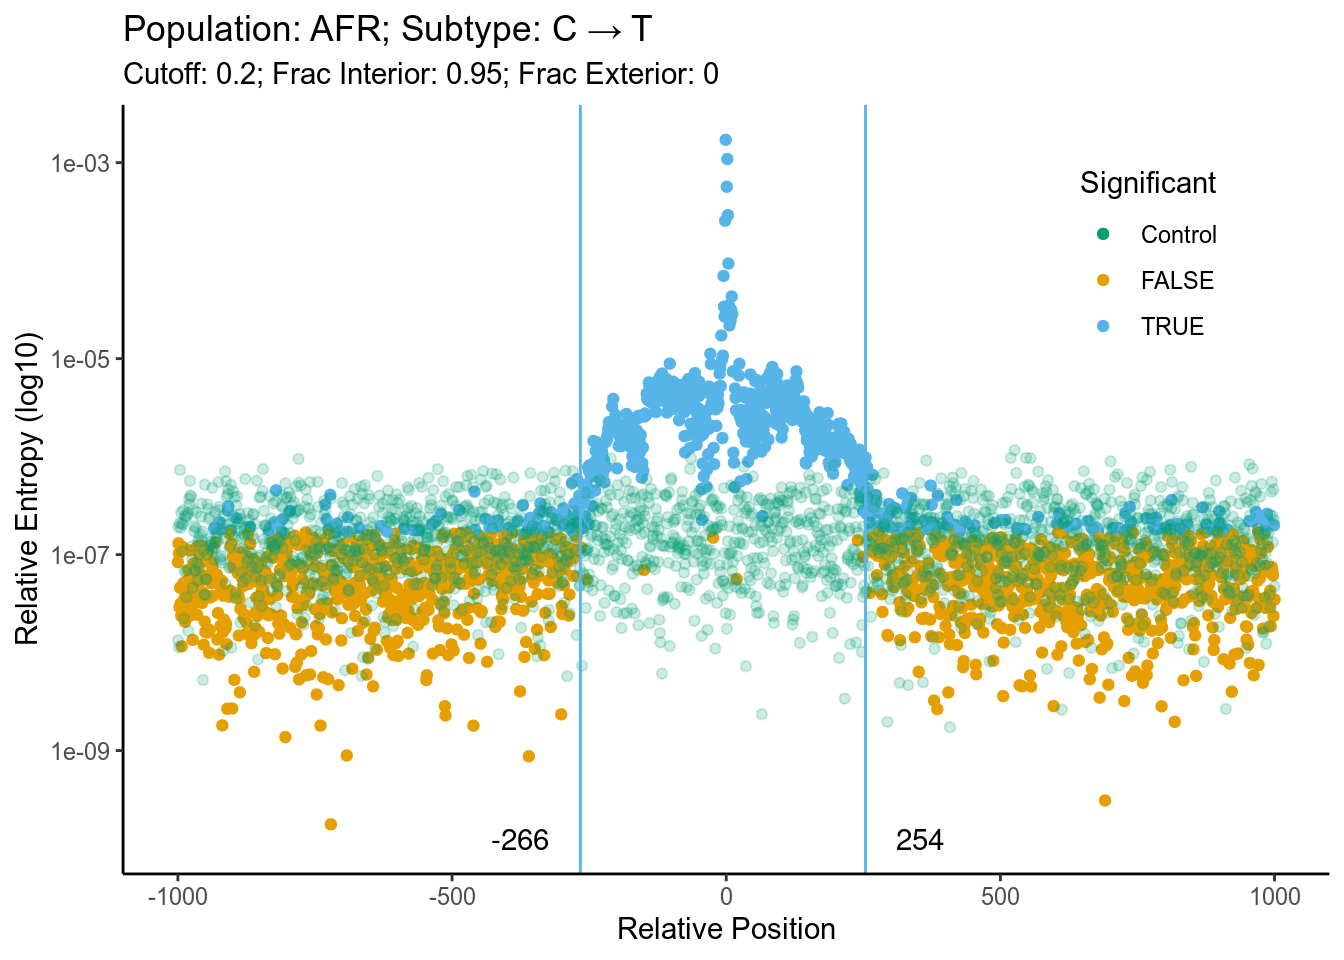 Population: AFR; Subtype: C → T
Cutoff: 0.2; Frac Interior: 0.95; Frac Exterior: 0
1e-03
1e-05
1e-07
1e-09
Relative Entropy (log10)
Significant
Control
FALSE
TRUE
-266
254
-1000
-500
0
500
1000
Relative Position